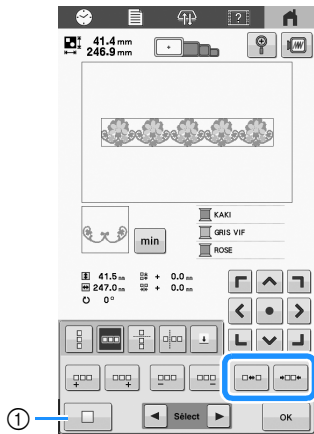 ?
41.4 mm
246.9 mm
KAKI
GRIS VIF
ROSE
min
41.5 mm + 0.0 mm
247.0 mm + 0.0 mm
0°
① Sélect OK